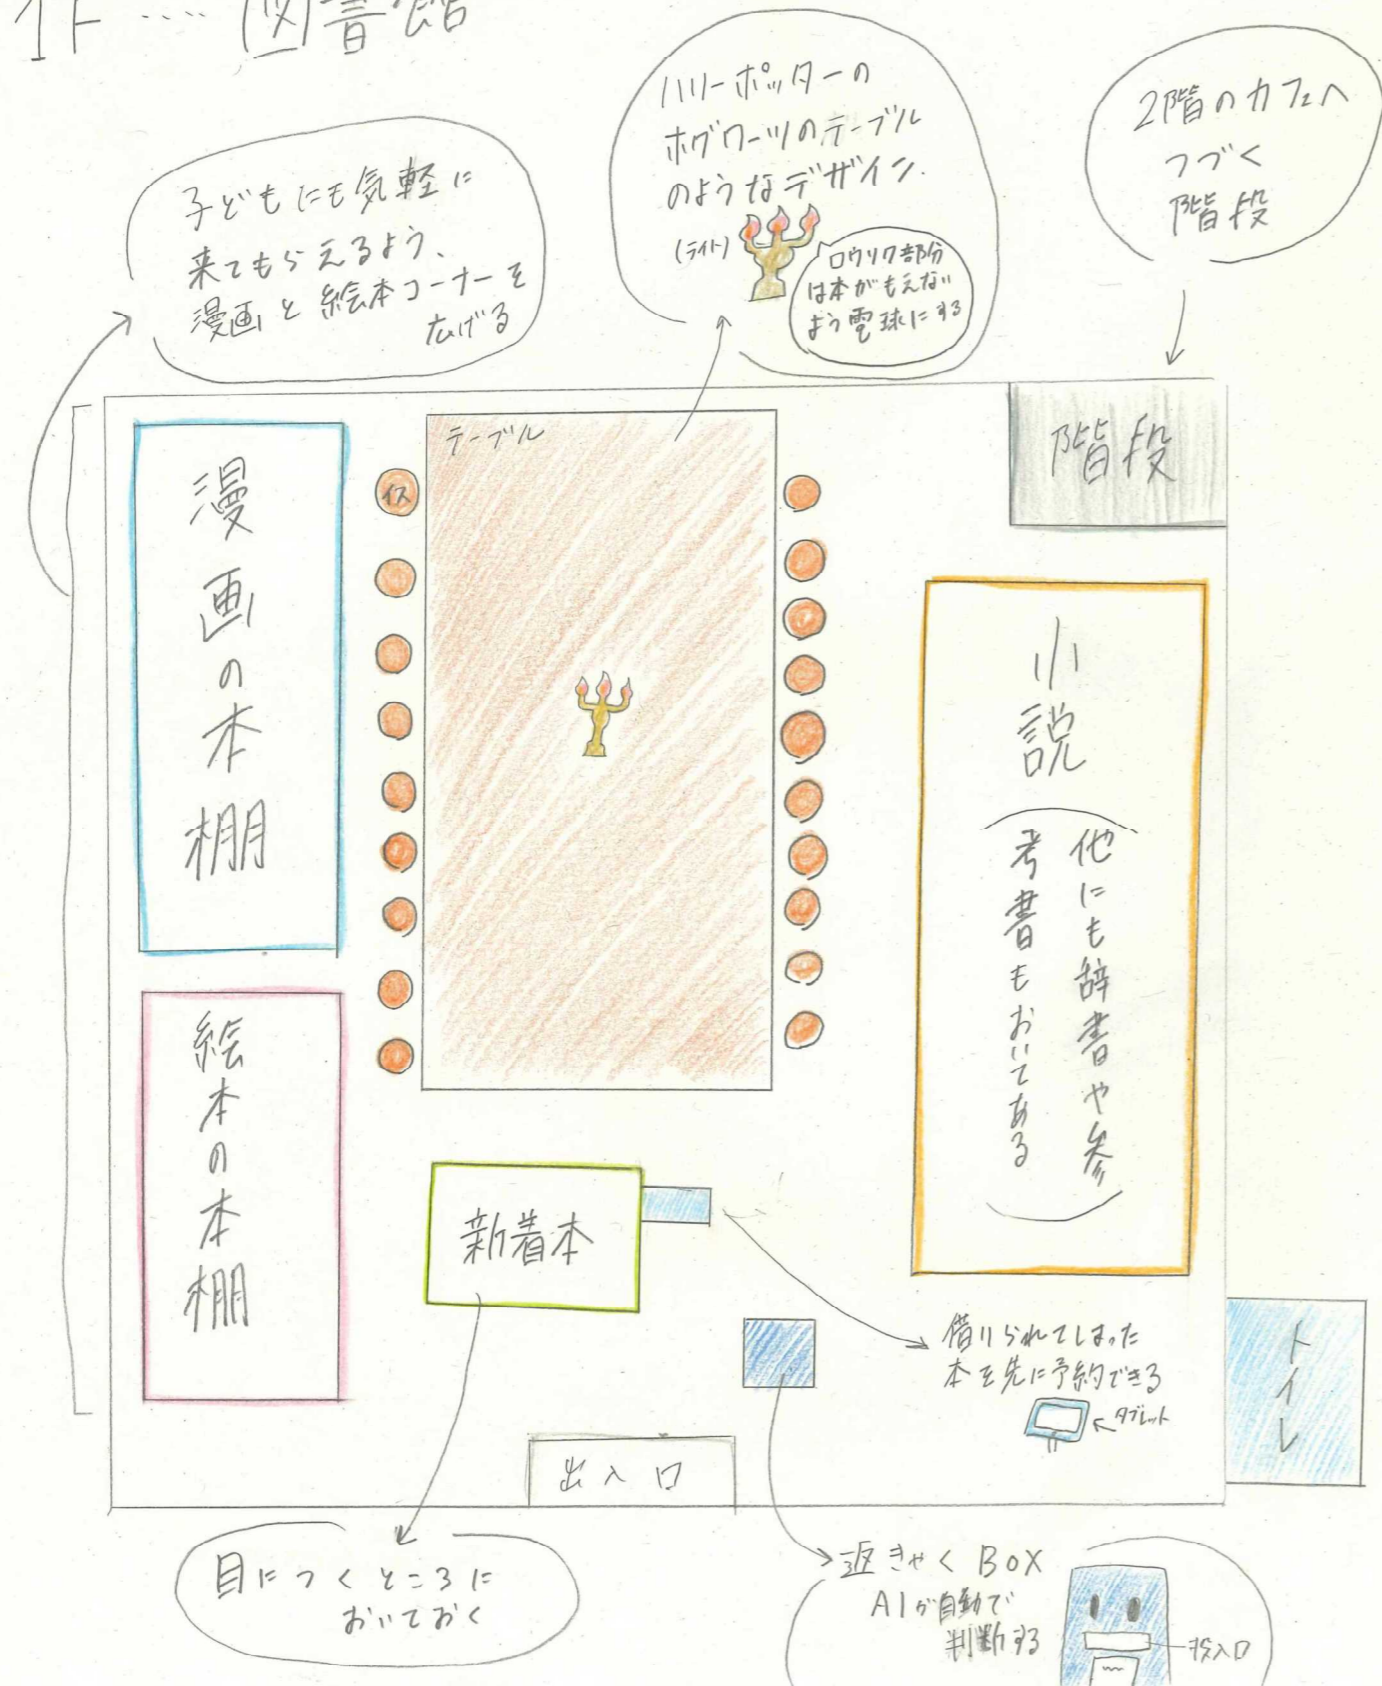 1F …… 図書館
子どもにも気軽に
来てもらえるよう、
漫画と絵本コーナーを
広げる
ハリーポッターの
ホグワーツのテーブル
のようなデザイン.
(ライト)
ロウソク部分
は本がもえない
よう電球にする
2階のカフェへ
つづく
階段
漫画の本棚
イス
テーブル
階段
小説
(他にも辞書や参
考書もおいてある)
絵本の本棚
新着本
借りられてしまった
本を先に予約できる
タブレット
トイレ
出入口
目につくところに
おいておく
返きゃくBOX
AIが自動で
判断する
投入口